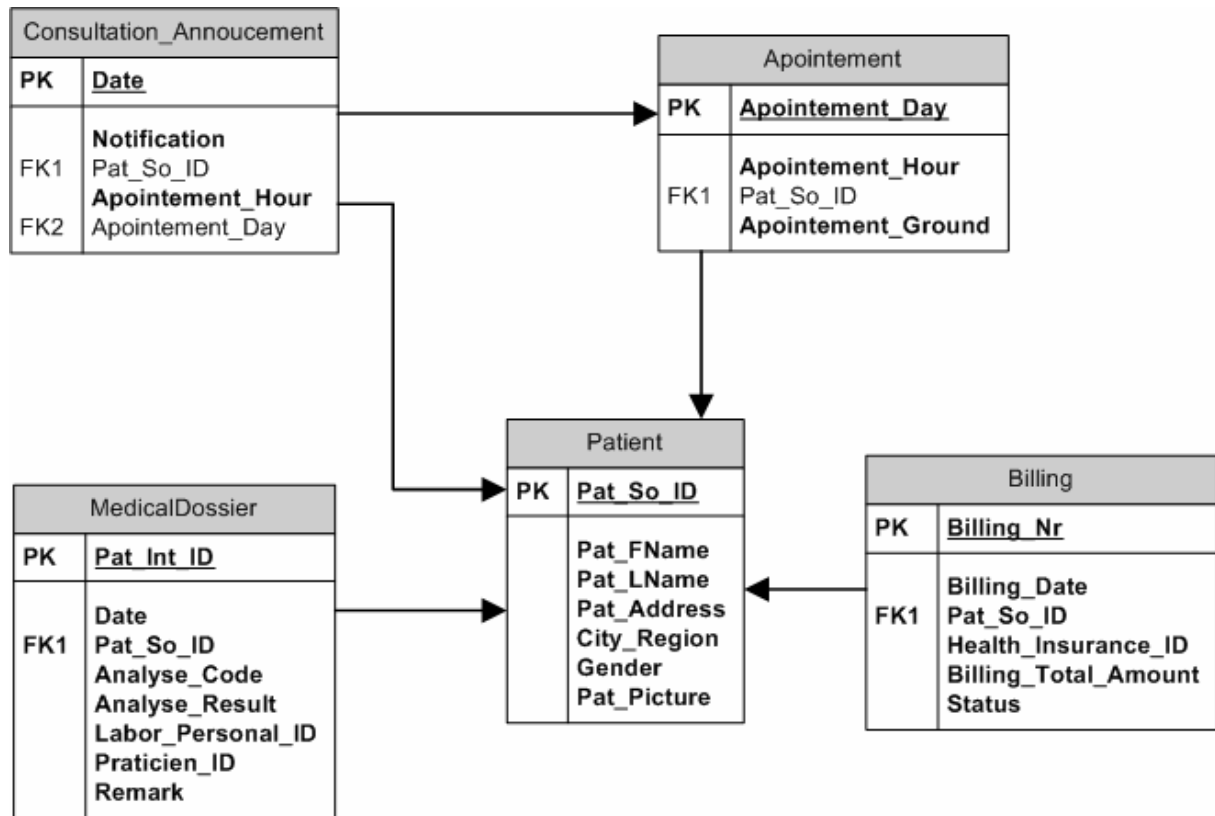 Consultation_Annoucement
PK Date
Notification
FK1 Pat_So_ID
Apointement_Hour
FK2 Apointement_Day
Apointement
PK Apointement_Day
Apointement_Hour
FK1 Pat_So_ID
Apointement_Ground
Patient
PK Pat_So_ID
Pat_FName
Pat_LName
Pat_Address
City_Region
Gender
Pat_Picture
MedicalDossier
PK Pat_Int_ID
Date
FK1 Pat_So_ID
Analyse_Code
Analyse_Result
Labor_Personal_ID
Praticien_ID
Remark
Billing
PK Billing_Nr
Billing_Date
FK1 Pat_So_ID
Health_Insurance_ID
Billing_Total_Amount
Status